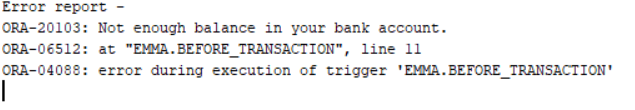 Error report -
ORA-20103: Not enough balance in your bank account.
ORA-06512: at "EMMA.BEFORE_TRANSACTION", line 11
ORA-04088: error during execution of trigger 'EMMA.BEFORE_TRANSACTION'